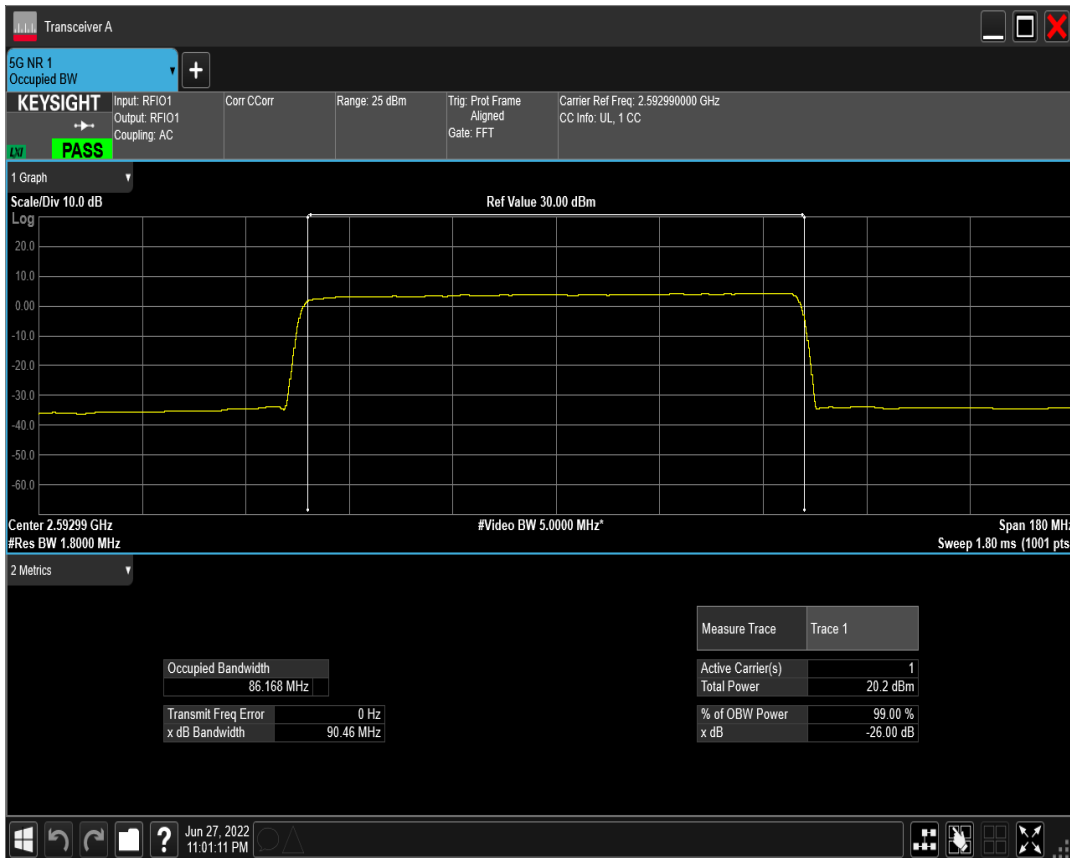 Transceiver A
5G NR 1
Occupied BW
+
KEYSIGHT
LXI
PASS
Input: RFIO1
Output: RFIO1
Coupling: AC
Corr CCorr
Range: 25 dBm
Trig: Prot Frame
Aligned
Gate: FFT
Carrier Ref Freq: 2.592990000 GHz
CC Info: UL, 1 CC
1 Graph
Scale/Div 10.0 dB
Ref Value 30.00 dBm
Log
20.0
10.0
0.00
-10.0
-20.0
-30.0
-40.0
-50.0
-60.0
Center 2.59299 GHz
#Video BW 5.0000 MHz*
Span 180 MHz
#Res BW 1.8000 MHz
Sweep 1.80 ms (1001 pts
2 Metrics
Measure Trace Trace 1
Occupied Bandwidth
86.168 MHz
Active Carrier(s) 1
Total Power 20.2 dBm
Transmit Freq Error 0 Hz
x dB Bandwidth 90.46 MHz
% of OBW Power 99.00 %
x dB -26.00 dB
?
Jun 27, 2022
11:01:11 PM